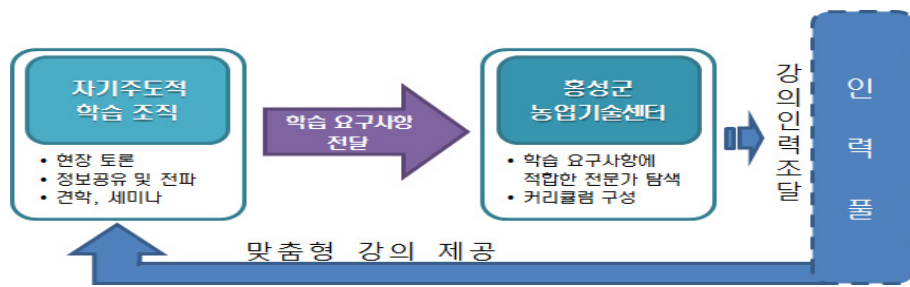 자기주도적
학습 조직
• 현장 토론
• 정보공유 및 전파
• 견학, 세미나
학습 요구사항
전달
홍성군
농업기술센터
• 학습 요구사항에
적합한 전문가 탐색
• 커리큘럼 구성
강의인력조달
인력풀
맞춤형 강의 제공